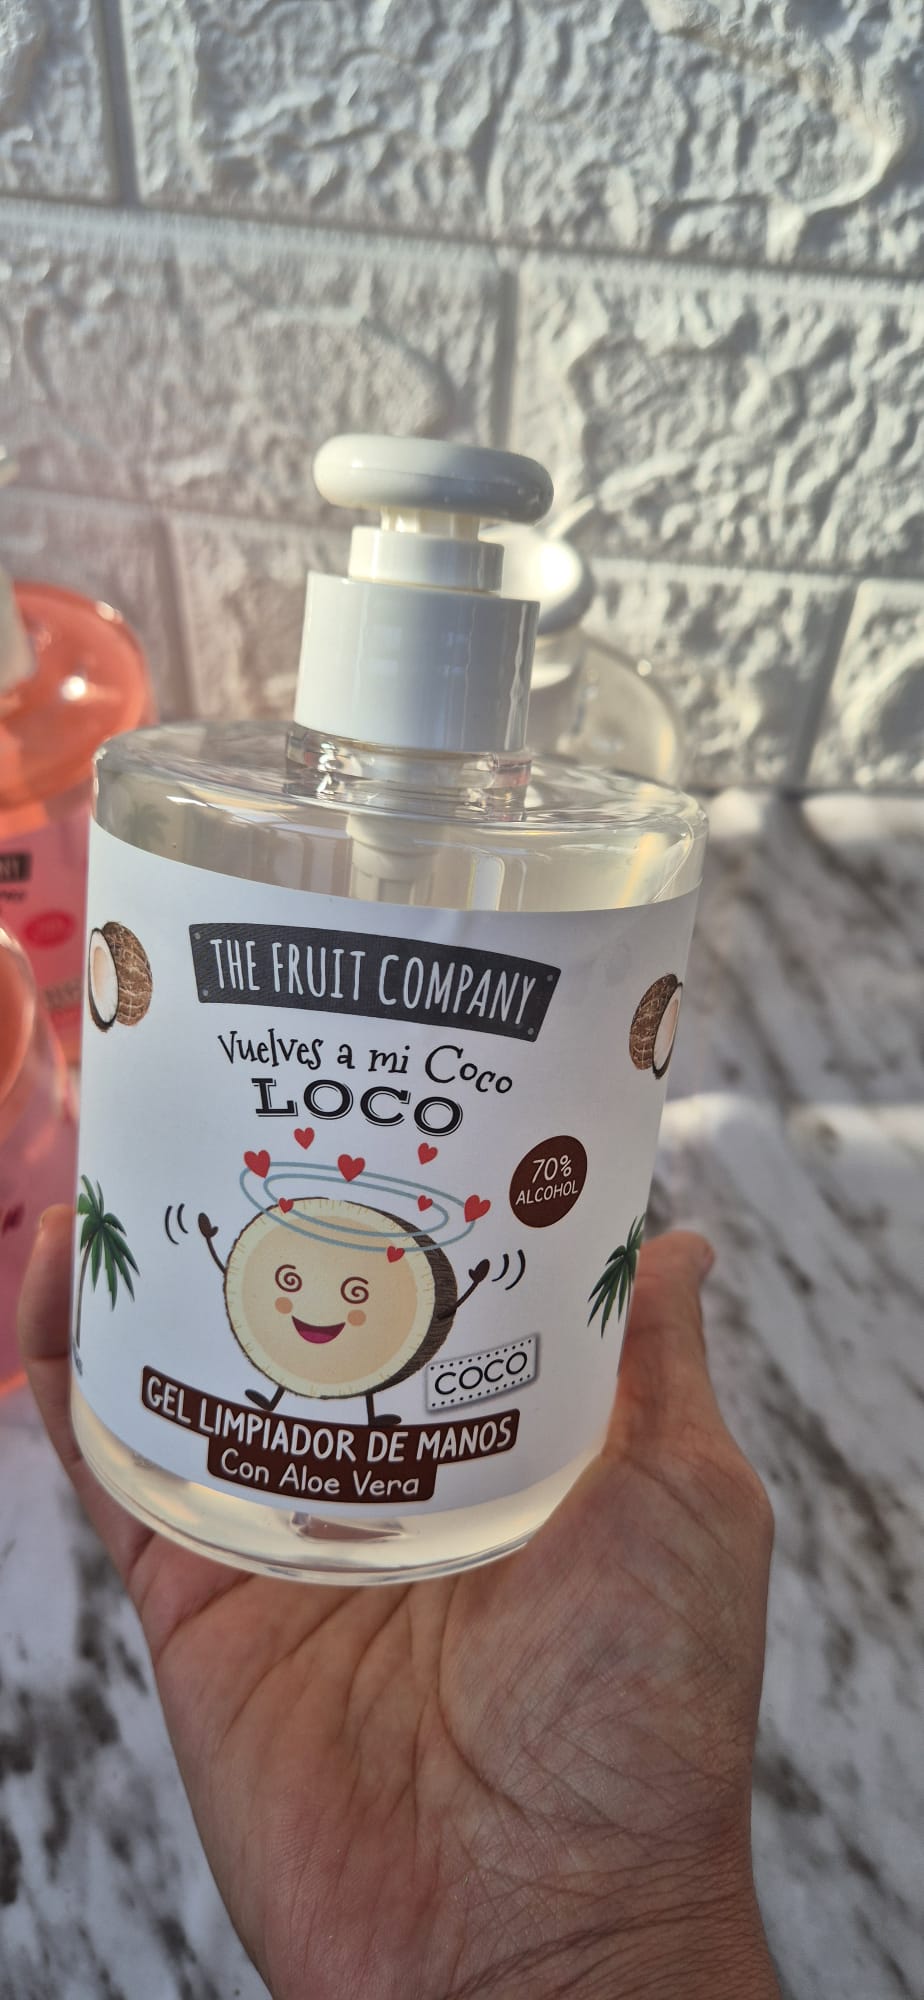 THE FRUIT COMPANY
Vuelves a mi Coco
LOCO
70%
ALCOHOL
COCO
GEL LIMPIADOR DE MANOS
Con Aloe Vera